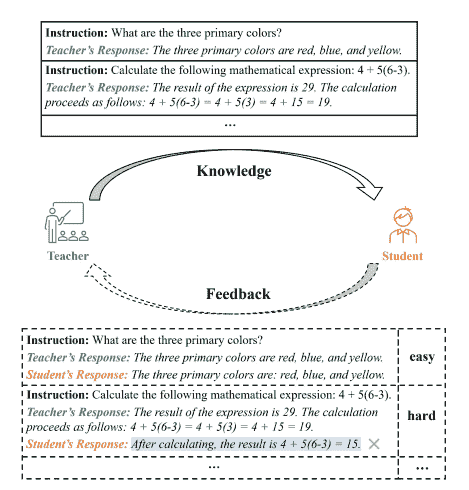 Instruction: What are the three primary colors?
Teacher's Response: The three primary colors are red, blue, and yellow.
Instruction: Calculate the following mathematical expression: 4 + 5(6-3).
Teacher's Response: The result of the expression is 29. The calculation
proceeds as follows: 4 + 5(6-3) = 4 + 5(3) = 4 + 15 = 19.
...
Knowledge
Teacher
Student
Feedback
Instruction: What are the three primary colors?
Teacher's Response: The three primary colors are red, blue, and yellow.
Student's Response: The three primary colors are: red, blue, and yellow.
easy
Instruction: Calculate the following mathematical expression: 4 + 5(6-3).
Teacher's Response: The result of the expression is 29. The calculation
proceeds as follows: 4 + 5(6-3) = 4 + 5(3) = 4 + 15 = 19.
Student's Response: After calculating, the result is 4 + 5(6-3) = 15.
hard
...
...